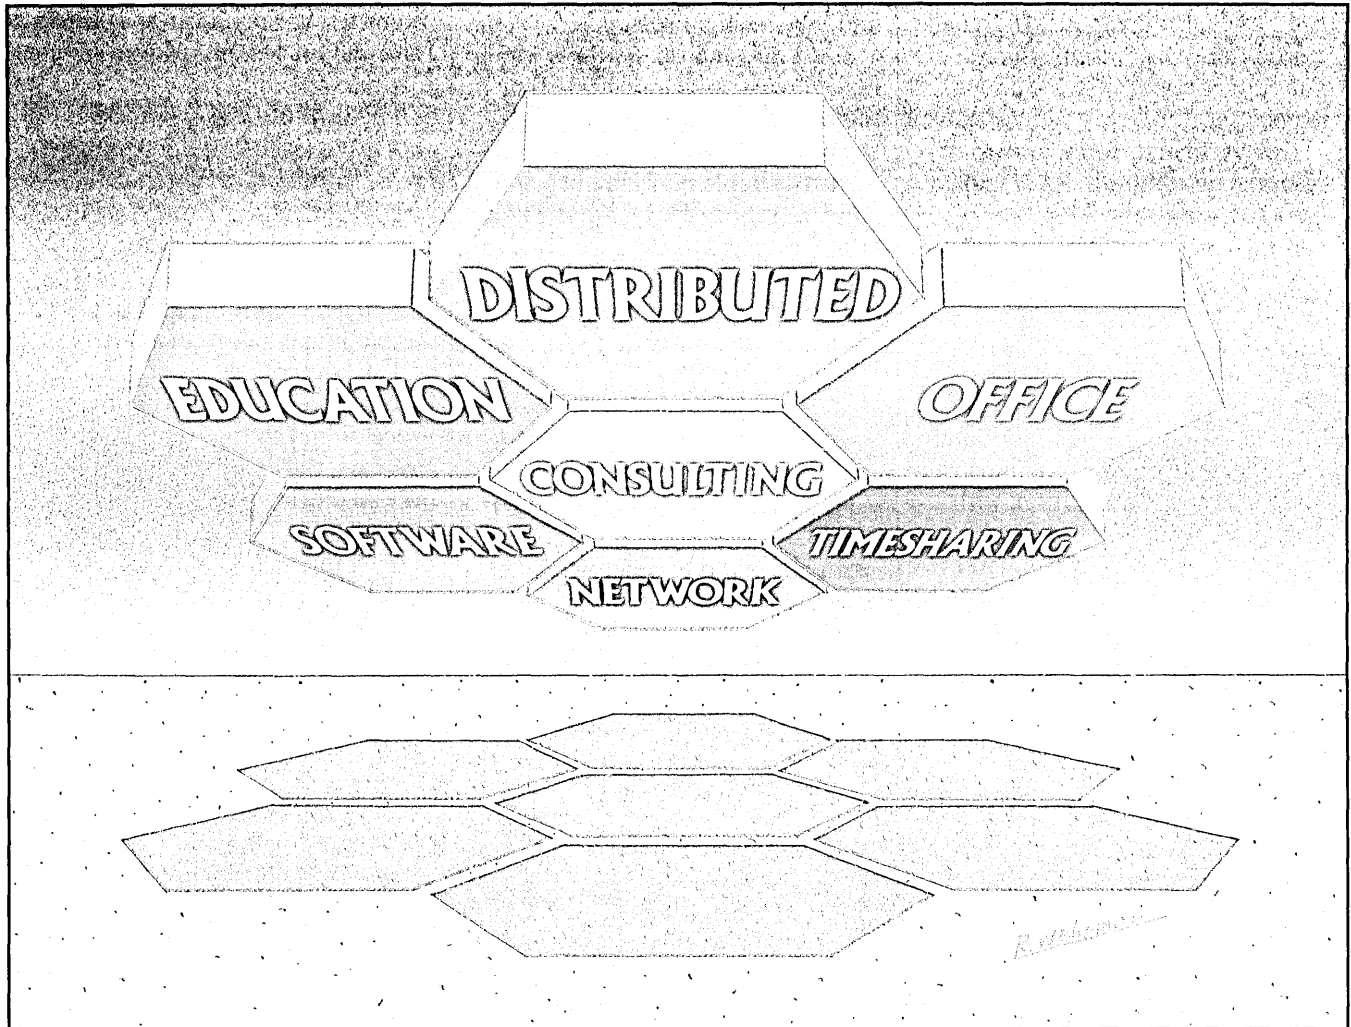 DISTRIBUTED
EDUCATION
OFFICE
CONSULTING
SOFTWARE
TIMESHARING
NETWORK